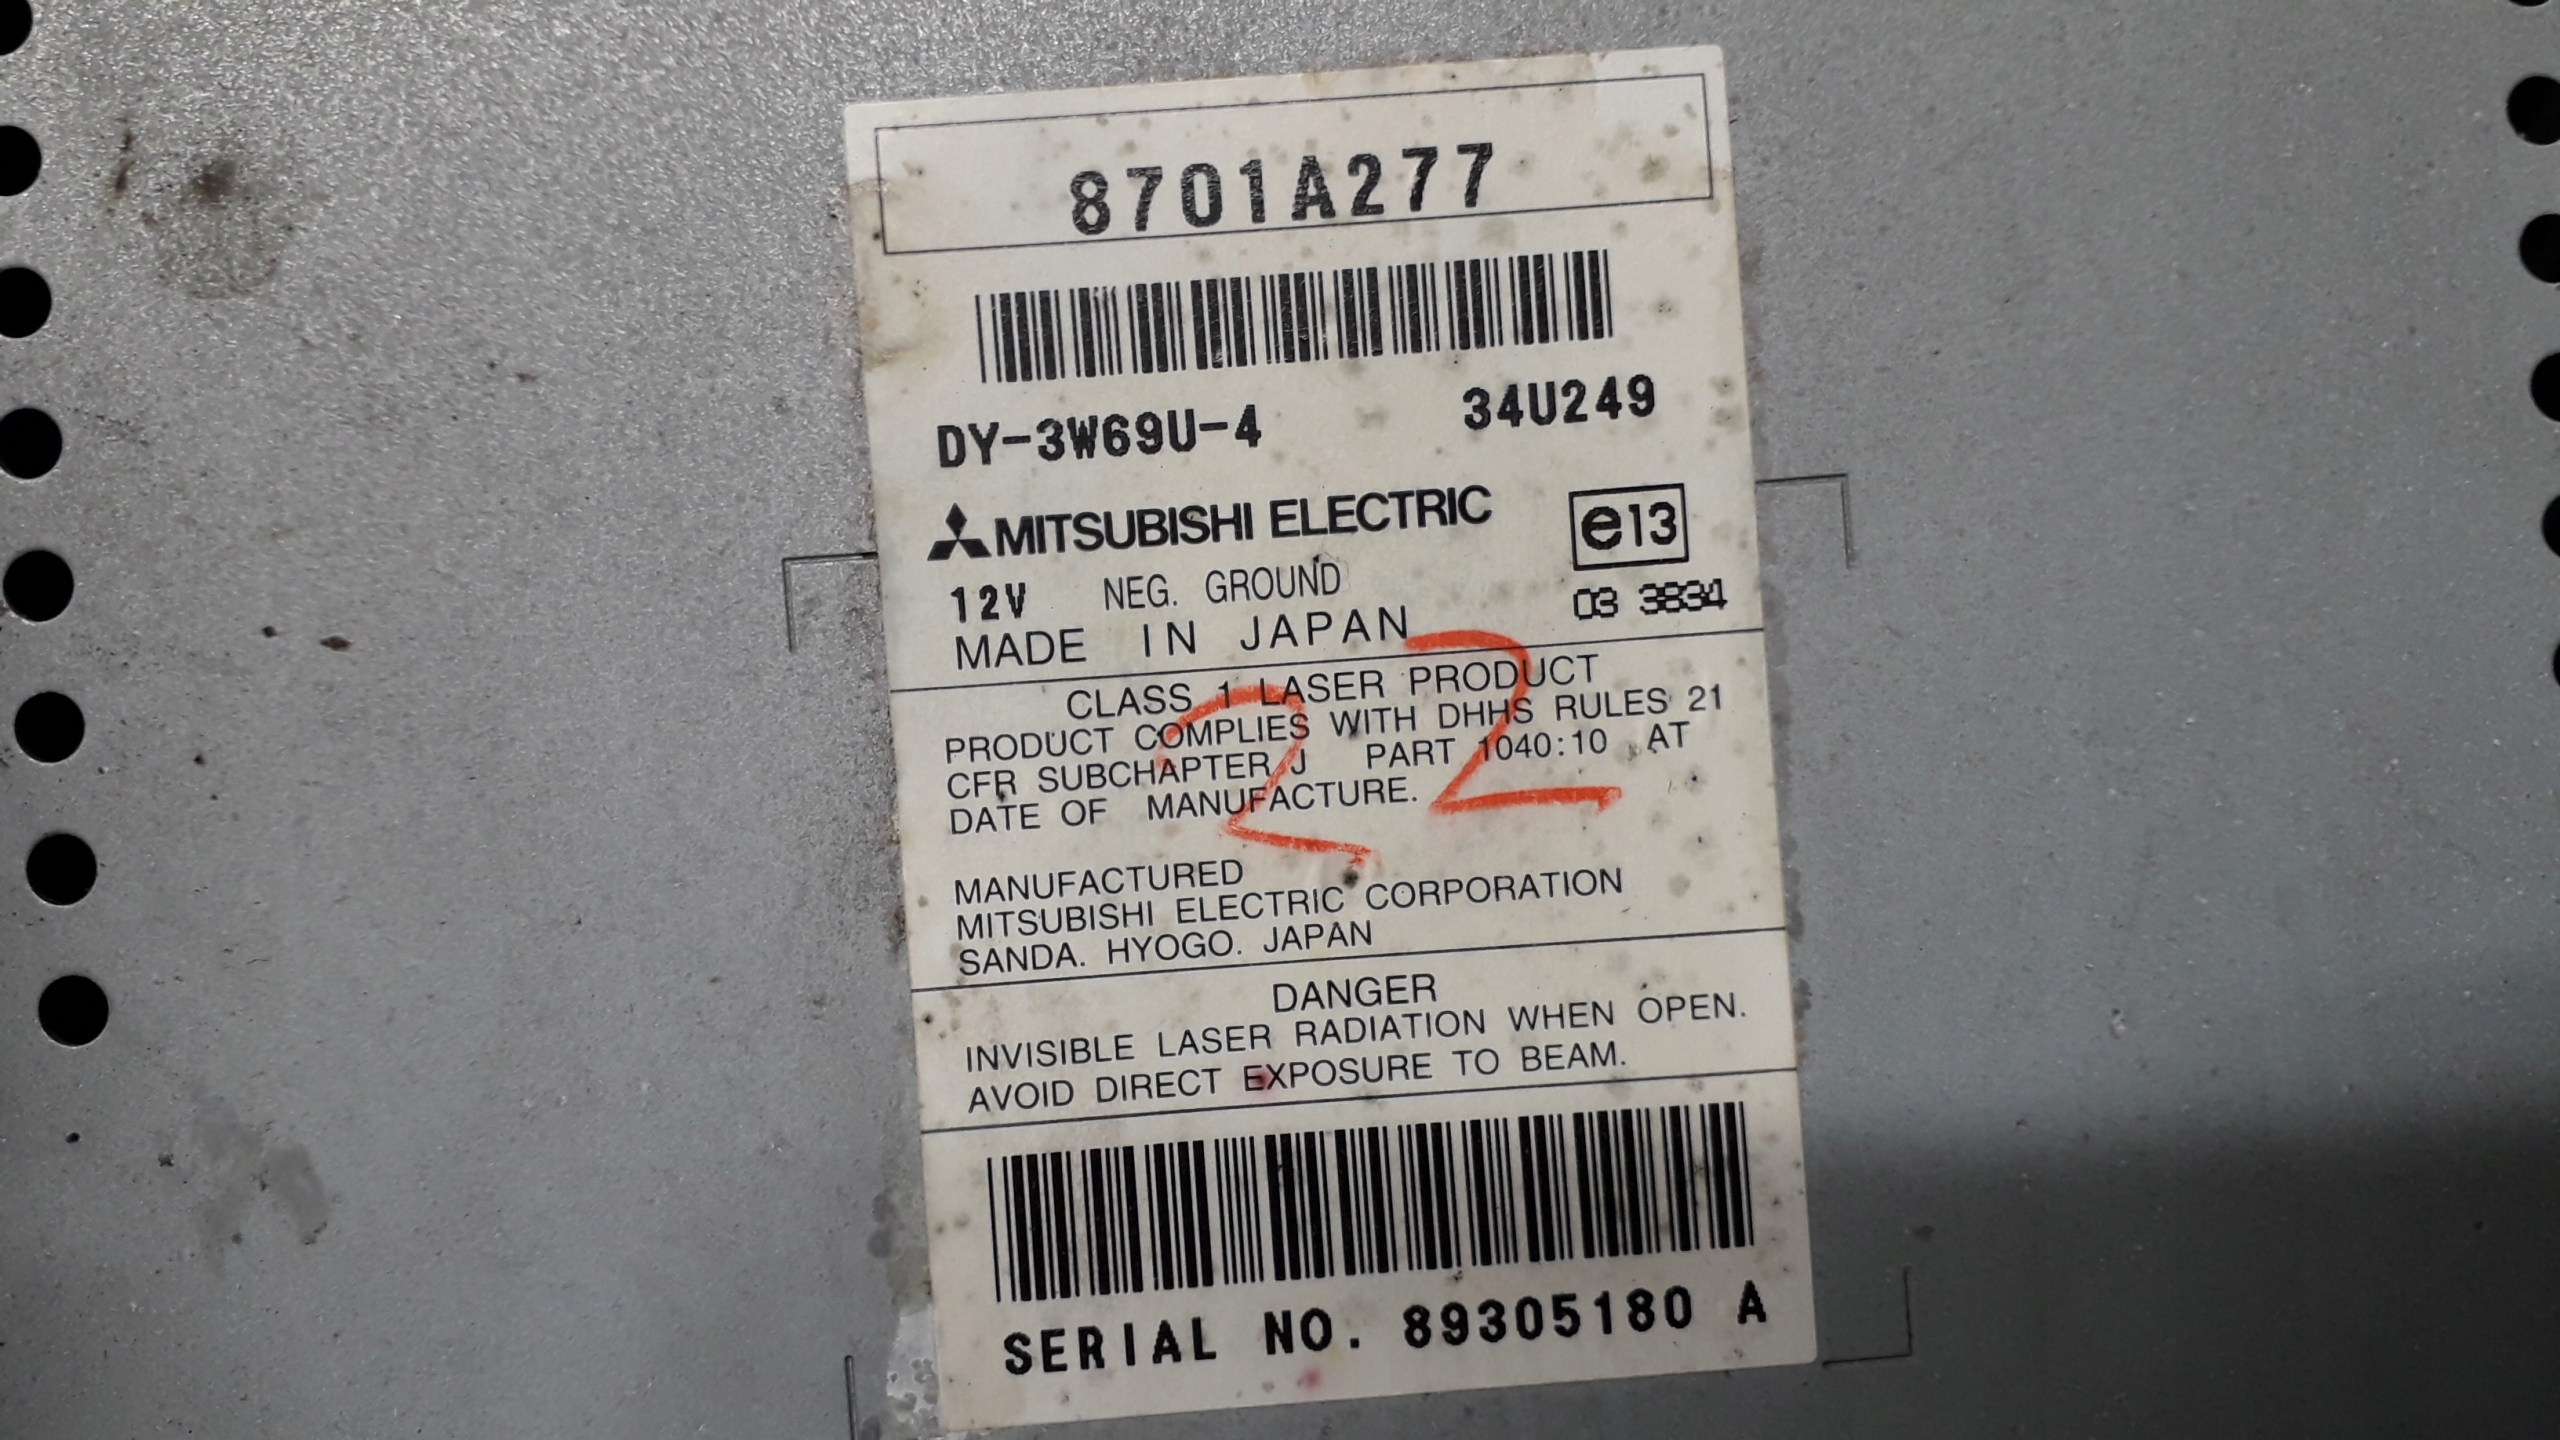 8701A277
DY-3W69U-4 34U249
MITSUBISHI ELECTRIC e13
12V NEG. GROUND 03 3834
MADE IN JAPAN
CLASS 1 LASER PRODUCT
PRODUCT COMPLIES WITH DHHS RULES 21
CFR SUBCHAPTER J PART 1040:10 AT
DATE OF MANUFACTURE.
22
MANUFACTURED
MITSUBISHI ELECTRIC CORPORATION
SANDA. HYOGO. JAPAN
DANGER
INVISIBLE LASER RADIATION WHEN OPEN.
AVOID DIRECT EXPOSURE TO BEAM.
SERIAL NO. 89305180 A